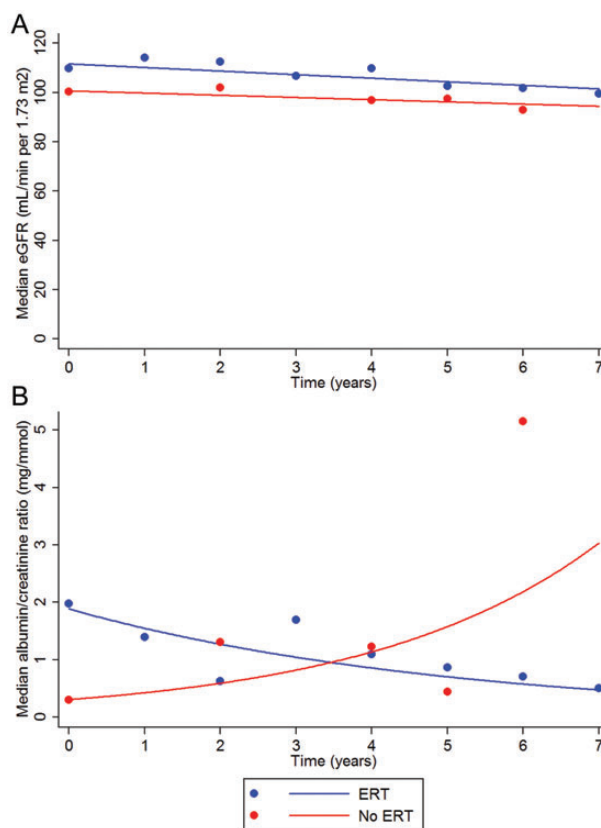 A
Median eGFR (mL/min per 1.73 m2)
120
100
80
60
40
20
0
0 1 2 3 4 5 6 7
Time (years)
B
Median albumin/creatinine ratio (mg/mmol)
5
4
3
2
1
0
0 1 2 3 4 5 6 7
Time (years)
ERT
No ERT